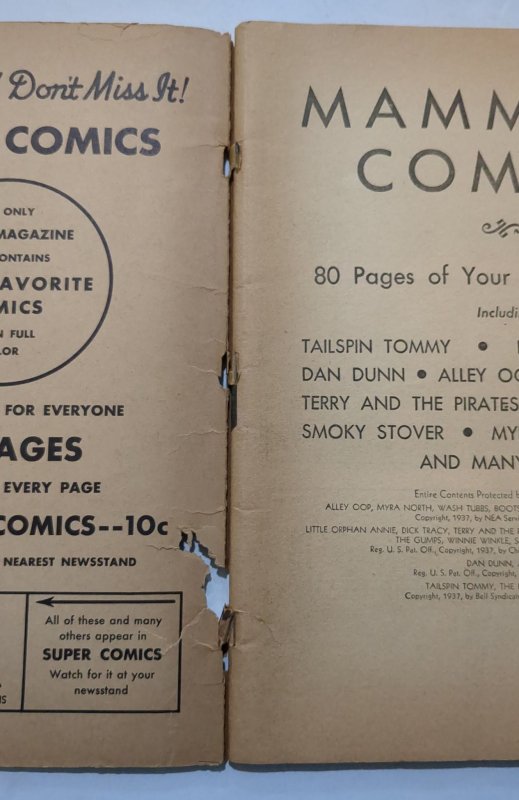 Don't Miss It!
COMICS
ONLY
MAGAZINE
CONTAINS
FAVORITE
FULL
FOR EVERYONE
EVERY PAGE
COMICS--10c
NEAREST NEWSSTAND
All of these and many
others appear in
SUPER COMICS
Watch for it at your
newsstand
MAMM
COM
80 Pages of Your
Includi
TAILSPIN TOMMY •
DAN DUNN • ALLEY OO
TERRY AND THE PIRATES
SMOKY STOVER • MY
AND MANY
Entire Contents Protected
ALLEY OOP, MYRA NORTH, WASH TUBBS, BOOTS
Copyright, 1937, by NEA Servi
LITTLE ORPHAN ANNIE, DICK TRACY, TERRY AND THE
THE GUMPS, WINNIE WINKLE, S
Reg. U. S. Pat. Off., Copyright, 1937, by Ch
DAN DUNN,
Reg. U. S. Pat. Off., Copyright,
TAILSPIN TOMMY, THE
Copyright, 1937, by Bell Syndicat